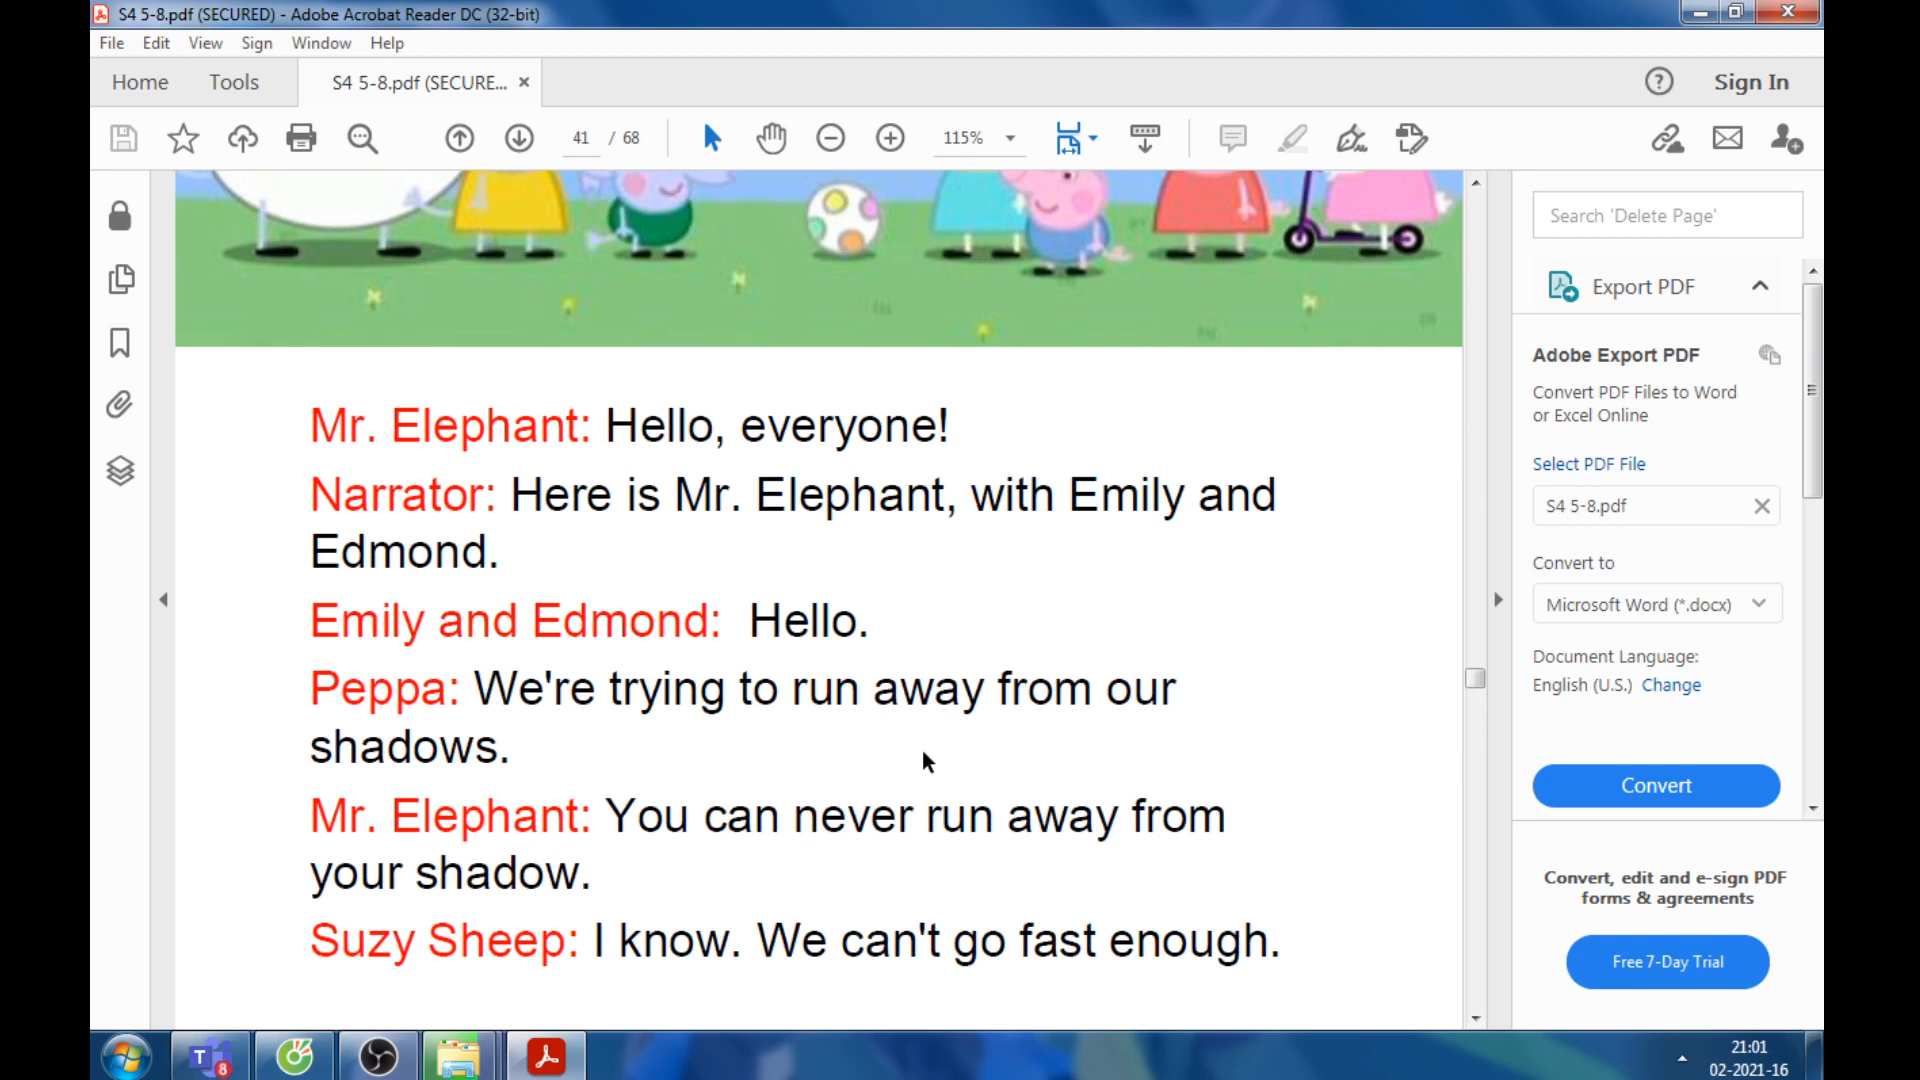 S4 5-8.pdf (SECURED) - Adobe Acrobat Reader DC (32-bit)
File Edit View Sign Window Help
Home Tools S4 5-8.pdf (SECURE... × Sign In
41 / 68 115%
Search 'Delete Page'
Export PDF
Adobe Export PDF
Convert PDF Files to Word
or Excel Online
Select PDF File
S4 5-8.pdf
Convert to
Microsoft Word (*.docx)
Document Language:
English (U.S.) Change
Convert
Convert, edit and e-sign PDF
forms & agreements
Free 7-Day Trial
Mr. Elephant: Hello, everyone!
Narrator: Here is Mr. Elephant, with Emily and
Edmond.
Emily and Edmond: Hello.
Peppa: We're trying to run away from our
shadows.
Mr. Elephant: You can never run away from
your shadow.
Suzy Sheep: I know. We can't go fast enough.
T 8
21:01
02-2021-16